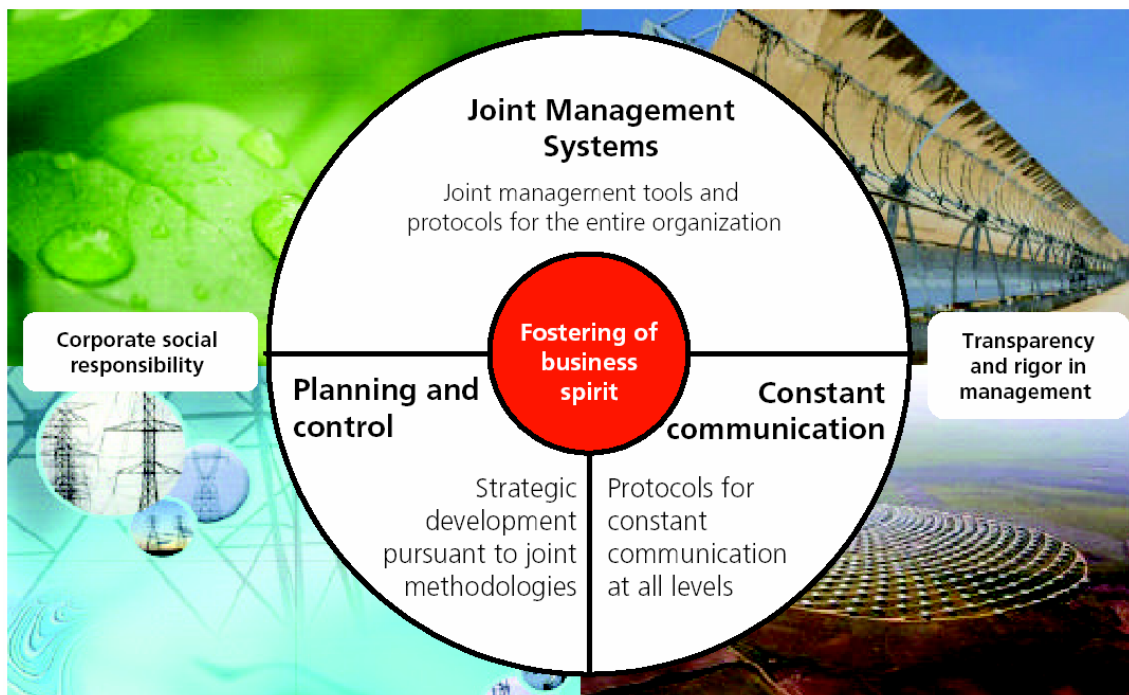 Joint Management
Systems
Joint management tools and
protocols for the entire organization
Corporate social
responsibility
Fostering of
business
spirit
Transparency
and rigor in
management
Planning and
control
Constant
communication
Strategic
development
pursuant to joint
methodologies
Protocols for
constant
communication
at all levels